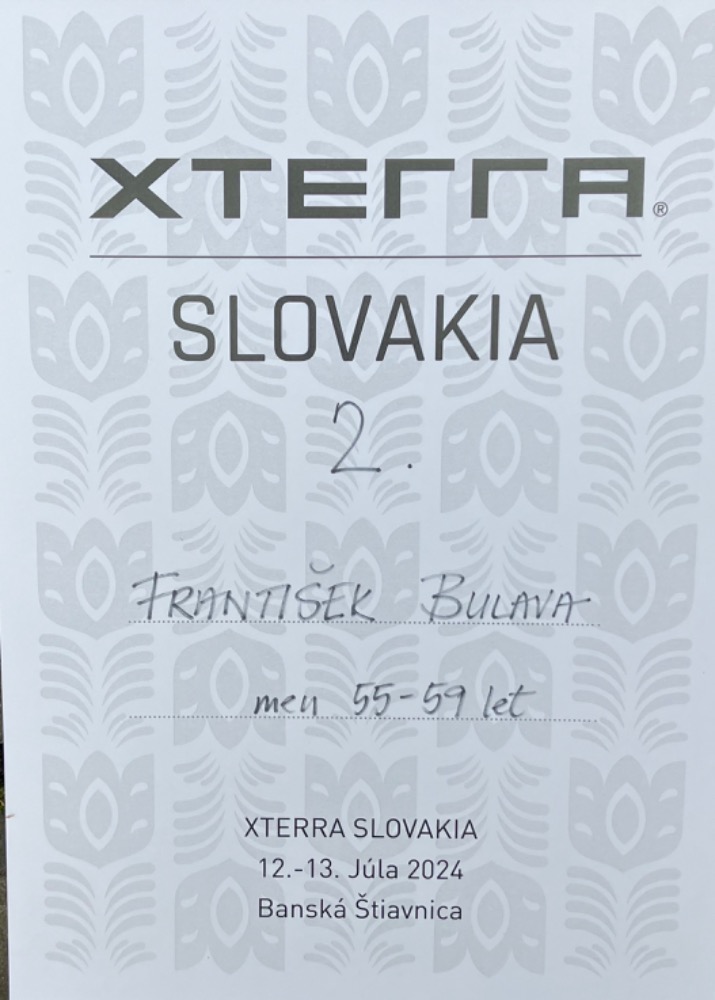 XTERRA®
SLOVAKIA
2.
FRANTIŠEK BULAVA
men 55-59 let
XTERRA SLOVAKIA
12.-13. Júla 2024
Banská Štiavnica